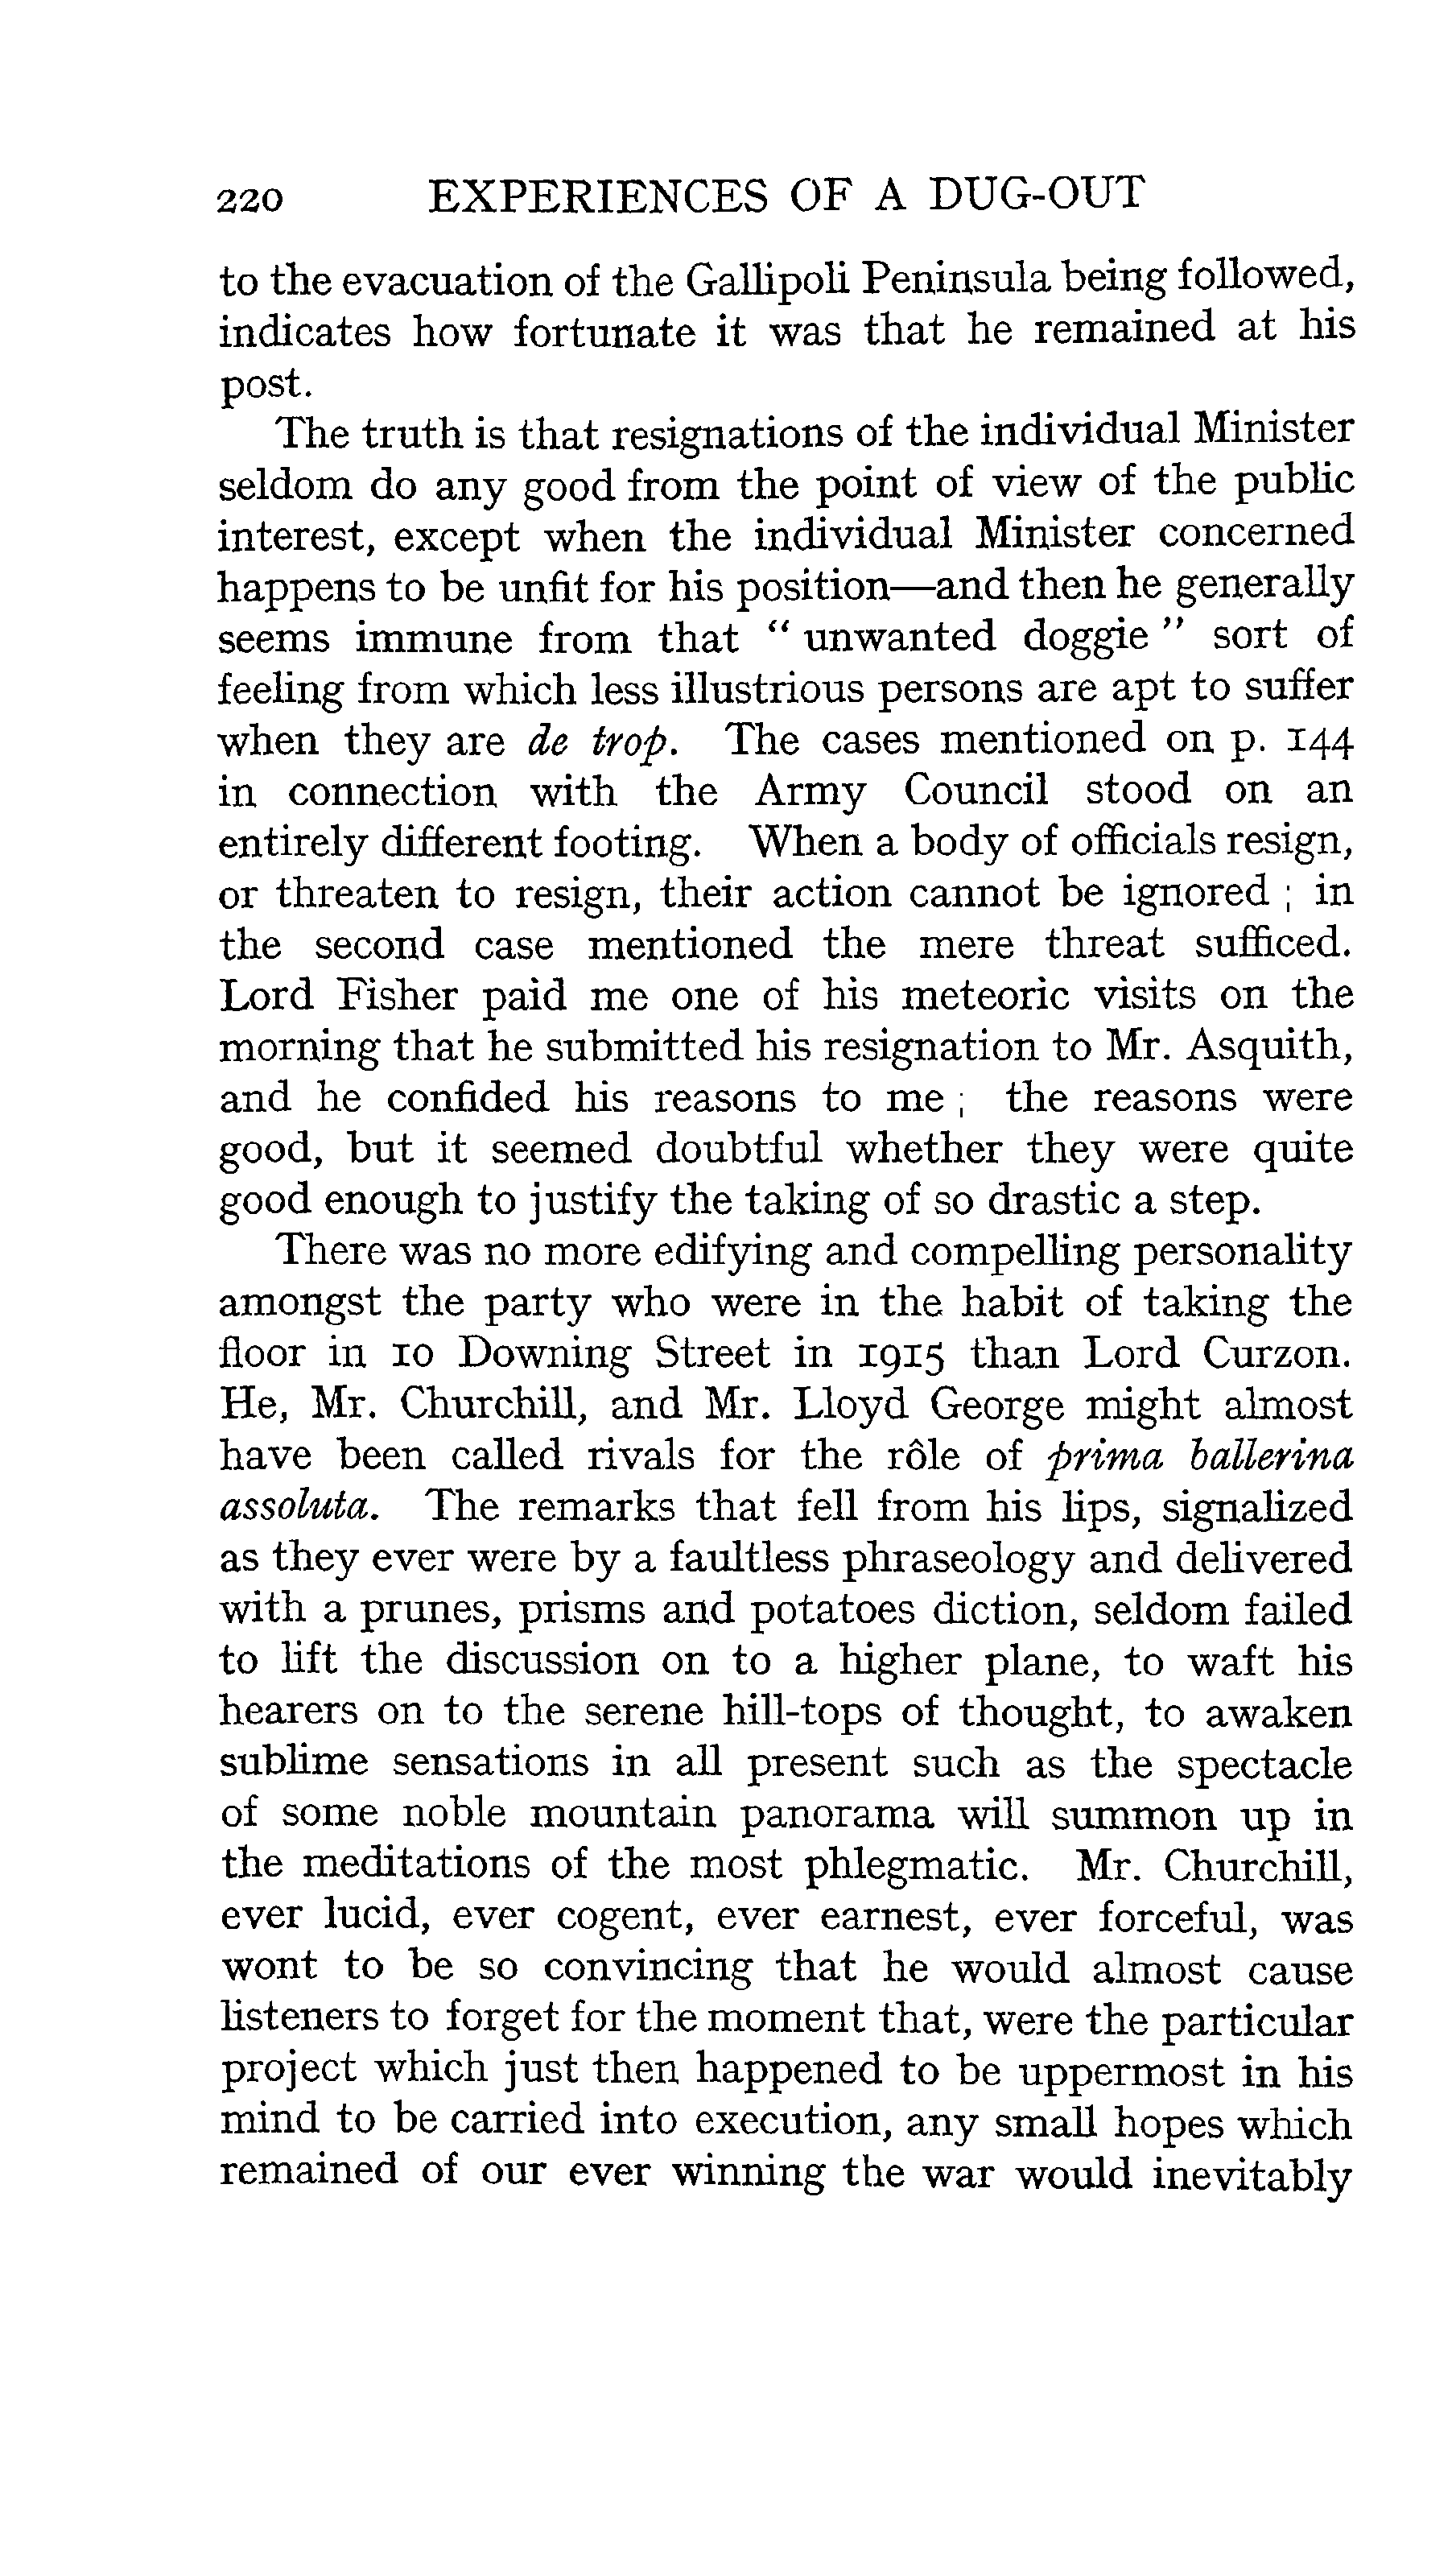 220 EXPERIENCES OF A DUG-OUT
to the evacuation of the Gallipoli Peninsula being followed,
indicates how fortunate it was that he remained at his
post.
The truth is that resignations of the individual Minister
seldom do any good from the point of view of the public
interest, except when the individual Minister concerned
happens to be unfit for his position—and then he generally
seems immune from that “ unwanted doggie ” sort of
feeling from which less illustrious persons are apt to suffer
when they are de trop. The cases mentioned on p. 144
in connection with the Army Council stood on an
entirely different footing. When a body of officials resign,
or threaten to resign, their action cannot be ignored ; in
the second case mentioned the mere threat sufficed.
Lord Fisher paid me one of his meteoric visits on the
morning that he submitted his resignation to Mr. Asquith,
and he confided his reasons to me ; the reasons were
good, but it seemed doubtful whether they were quite
good enough to justify the taking of so drastic a step.
There was no more edifying and compelling personality
amongst the party who were in the habit of taking the
floor in 10 Downing Street in 1915 than Lord Curzon.
He, Mr. Churchill, and Mr. Lloyd George might almost
have been called rivals for the rôle of prima ballerina
assoluta. The remarks that fell from his lips, signalized
as they ever were by a faultless phraseology and delivered
with a prunes, prisms and potatoes diction, seldom failed
to lift the discussion on to a higher plane, to waft his
hearers on to the serene hill-tops of thought, to awaken
sublime sensations in all present such as the spectacle
of some noble mountain panorama will summon up in
the meditations of the most phlegmatic. Mr. Churchill,
ever lucid, ever cogent, ever earnest, ever forceful, was
wont to be so convincing that he would almost cause
listeners to forget for the moment that, were the particular
project which just then happened to be uppermost in his
mind to be carried into execution, any small hopes which
remained of our ever winning the war would inevitably